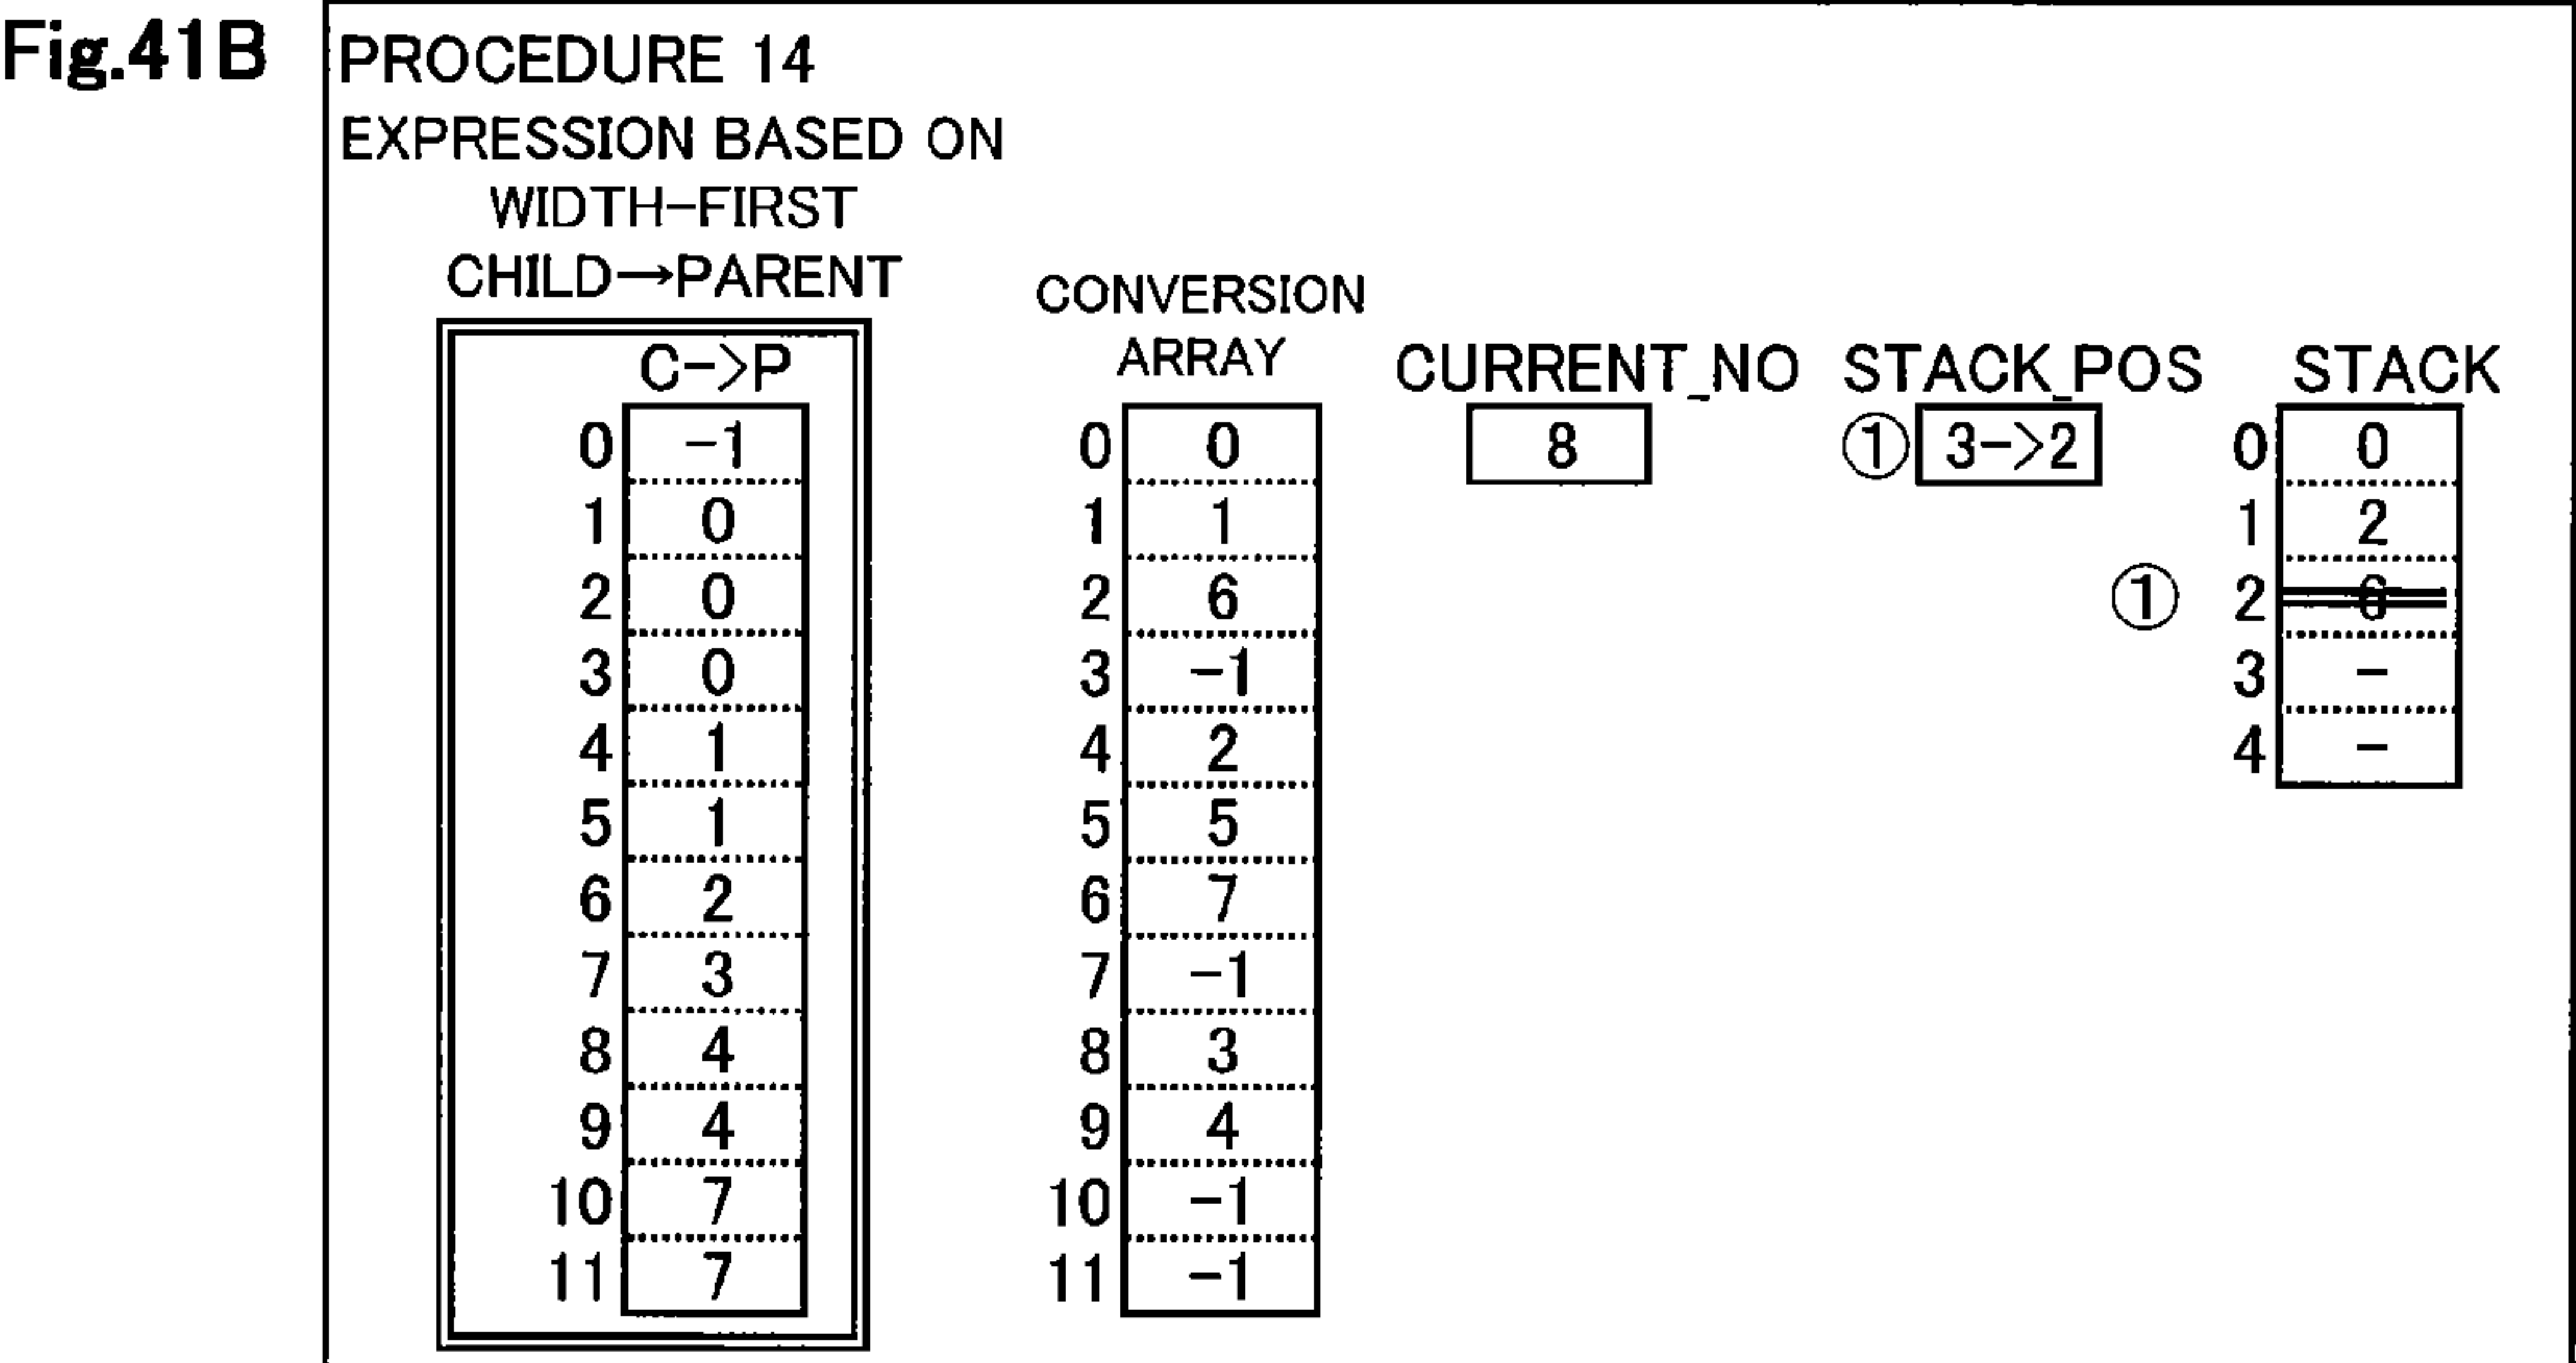 Fig.41B
PROCEDURE 14
EXPRESSION BASED ON
WIDTH-FIRST
CHILD→PARENT
CONVERSION
ARRAY
C->P CURRENT_NO STACK_POS STACK
0 -1 0 0 8 ① 3->2 0 0
1 0 1 1 1 2
2 0 2 6 ① 2 6
3 0 3 -1 3 -
4 1 4 2 4 -
5 1 5 5
6 2 6 7
7 3 7 -1
8 4 8 3
9 4 9 4
10 7 10 -1
11 7 11 -1